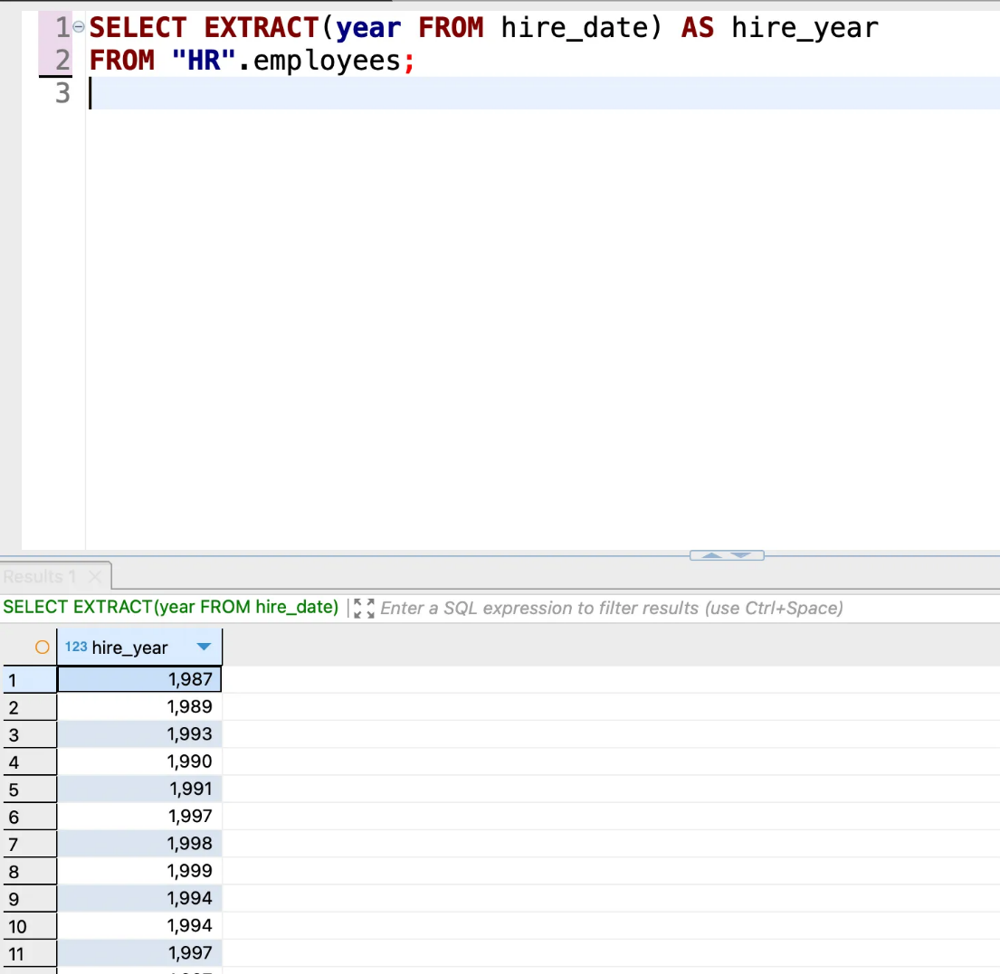 1 SELECT EXTRACT(year FROM hire_date) AS hire_year
2 FROM "HR".employees;
3
Results 1
SELECT EXTRACT(year FROM hire_date) Enter a SQL expression to filter results (use Ctrl+Space)
123 hire_year
1 1,987
2 1,989
3 1,993
4 1,990
5 1,991
6 1,997
7 1,998
8 1,999
9 1,994
10 1,994
11 1,997